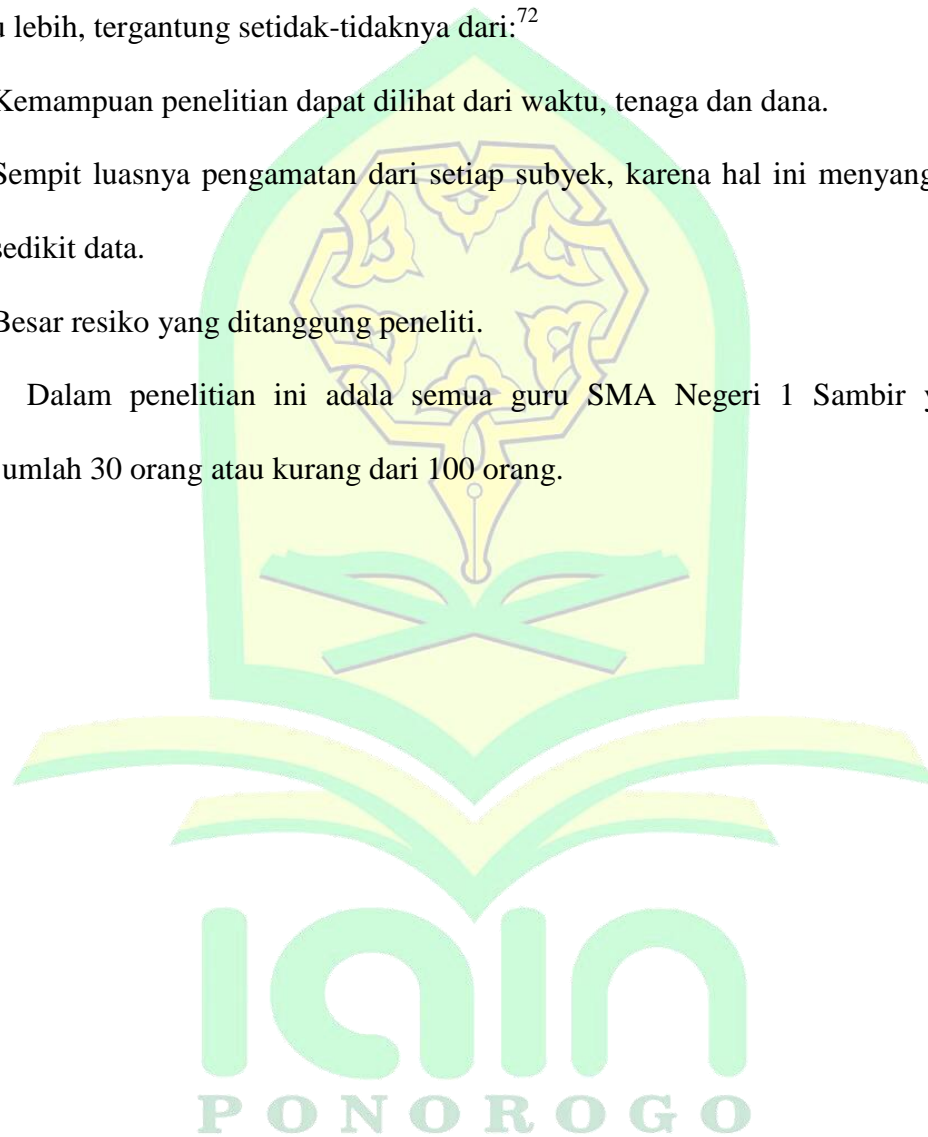 u lebih, tergantung setidak-tidaknya dari:72
Kemampuan penelitian dapat dilihat dari waktu, tenaga dan dana.
Sempit luasnya pengamatan dari setiap subyek, karena hal ini menyang
sedikit data.
Besar resiko yang ditanggung peneliti.
Dalam penelitian ini adala semua guru SMA Negeri 1 Sambir y
umlah 30 orang atau kurang dari 100 orang.
IAIN
PONOROGO